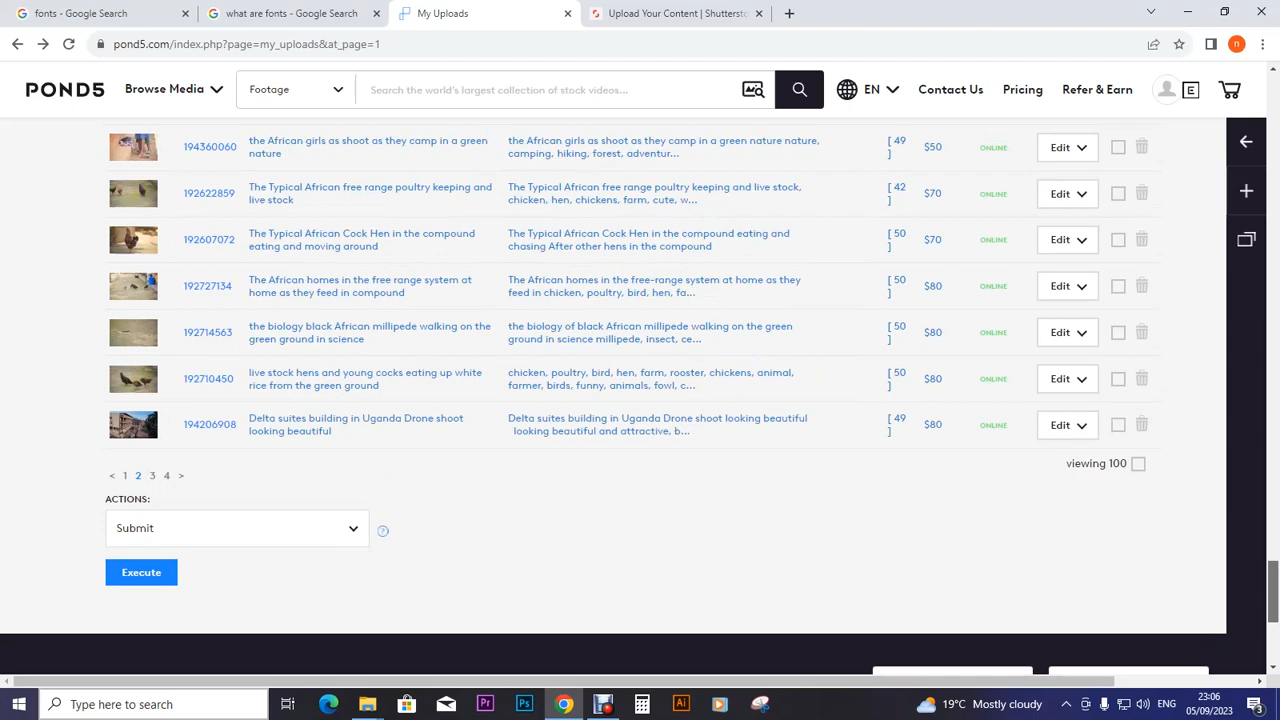 fonts - Google Search
what are fonts - Google Search
My Uploads
Upload Your Content | Shutterst
pond5.com/index.php?page=my_uploads&at_page=1
n
POND5
Browse Media
Footage
Search the world's largest collection of stock videos...
EN
Contact Us
Pricing
Refer & Earn
E
194360060
the African girls as shoot as they camp in a green
nature
the African girls as shoot as they camp in a green nature nature,
camping, hiking, forest, adventur...
[ 49
]
$50
ONLINE
Edit
192622859
The Typical African free range poultry keeping and
live stock
The Typical African free range poultry keeping and live stock,
chicken, hen, chickens, farm, cute, w...
[ 42
]
$70
ONLINE
Edit
192607072
The Typical African Cock Hen in the compound
eating and moving around
The Typical African Cock Hen in the compound eating and
chasing After other hens in the compound
[ 50
]
$70
ONLINE
Edit
192727134
The African homes in the free range system at
home as they feed in compound
The African homes in the free-range system at home as they
feed in chicken, poultry, bird, hen, fa...
[ 50
]
$80
ONLINE
Edit
192714563
the biology black African millipede walking on the
green ground in science
the biology of black African millipede walking on the green
ground in science millipede, insect, ce...
[ 50
]
$80
ONLINE
Edit
192710450
live stock hens and young cocks eating up white
rice from the green ground
chicken, poultry, bird, hen, farm, rooster, chickens, animal,
farmer, birds, funny, animals, fowl, c...
[ 50
]
$80
ONLINE
Edit
194206908
Delta suites building in Uganda Drone shoot
looking beautiful
Delta suites building in Uganda Drone shoot looking beautiful
looking beautiful and attractive, b...
[ 49
]
$80
ONLINE
Edit
viewing 100
< 1 2 3 4 >
ACTIONS:
Submit
?
Execute
Type here to search
Pr
Ps
Ai
19°C Mostly cloudy
ENG
23:06
05/09/2023
3